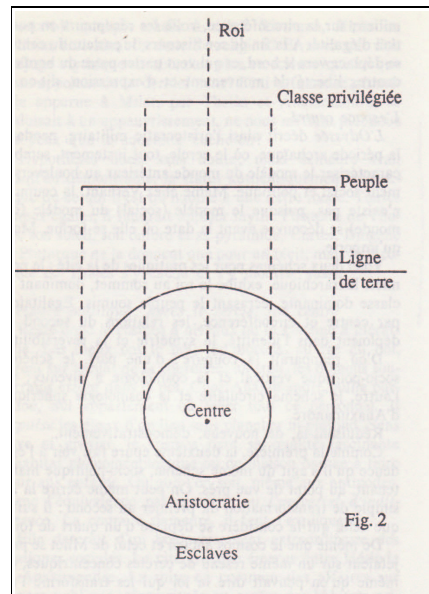 Roi
Classe privilégiée
Peuple
Ligne
de terre
Centre
Aristocratie
Fig. 2
Esclaves